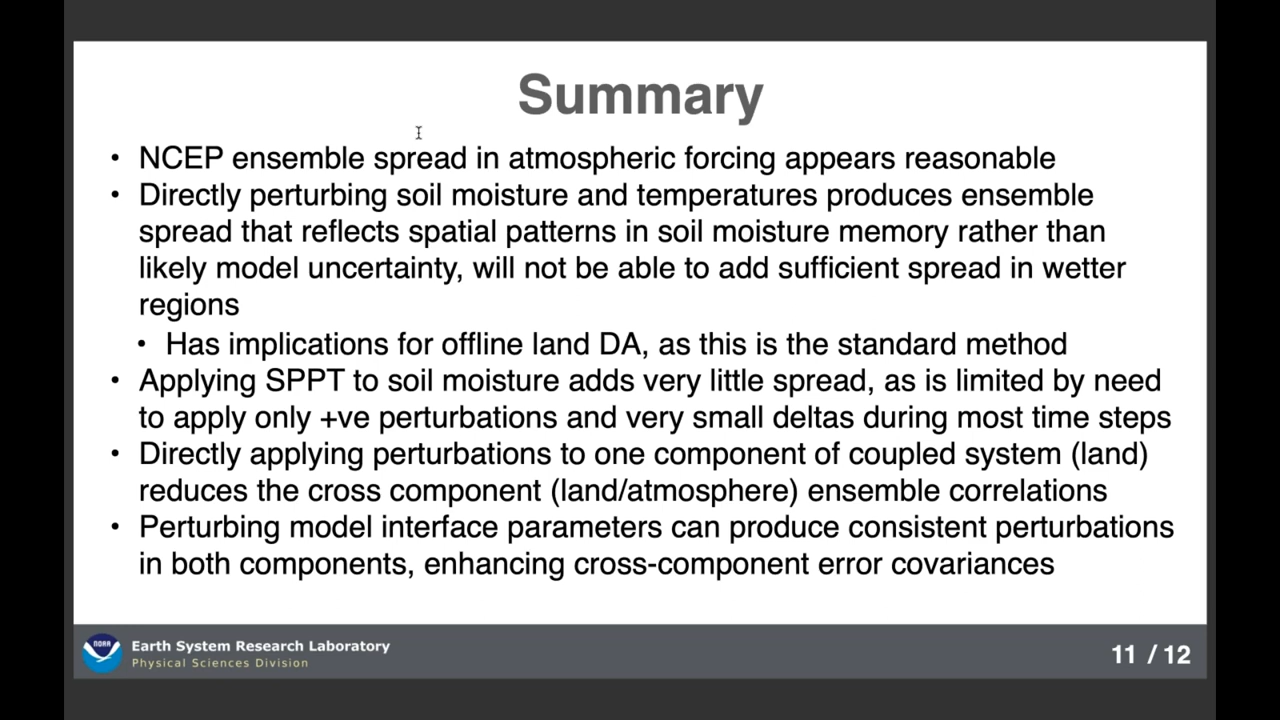 Summary
• NCEP ensemble spread in atmospheric forcing appears reasonable
• Directly perturbing soil moisture and temperatures produces ensemble
spread that reflects spatial patterns in soil moisture memory rather than
likely model uncertainty, will not be able to add sufficient spread in wetter
regions
• Has implications for offline land DA, as this is the standard method
• Applying SPPT to soil moisture adds very little spread, as is limited by need
to apply only +ve perturbations and very small deltas during most time steps
• Directly applying perturbations to one component of coupled system (land)
reduces the cross component (land/atmosphere) ensemble correlations
• Perturbing model interface parameters can produce consistent perturbations
in both components, enhancing cross-component error covariances
NOAA
Earth System Research Laboratory
Physical Sciences Division
11 / 12